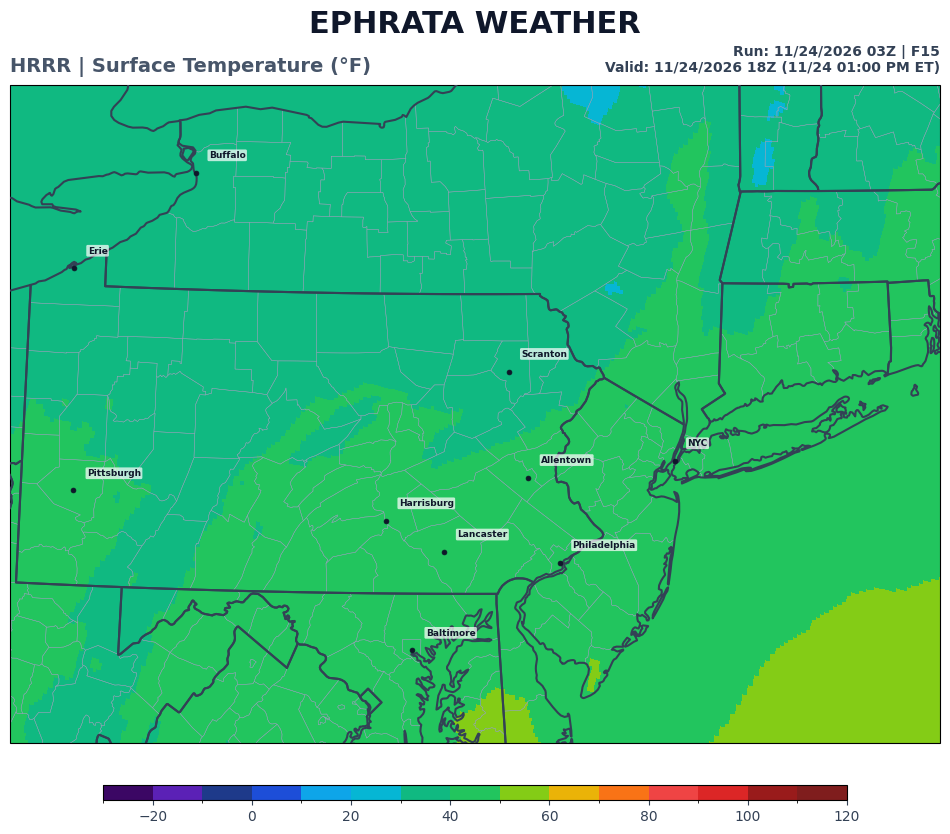 EPHRATA WEATHER
HRRR | Surface Temperature (°F)
Run: 11/24/2026 03Z | F15
Valid: 11/24/2026 18Z (11/24 01:00 PM ET)
Buffalo
Erie
Scranton
NYC
Allentown
Pittsburgh
Harrisburg
Lancaster
Philadelphia
Baltimore
−20 0 20 40 60 80 100 120